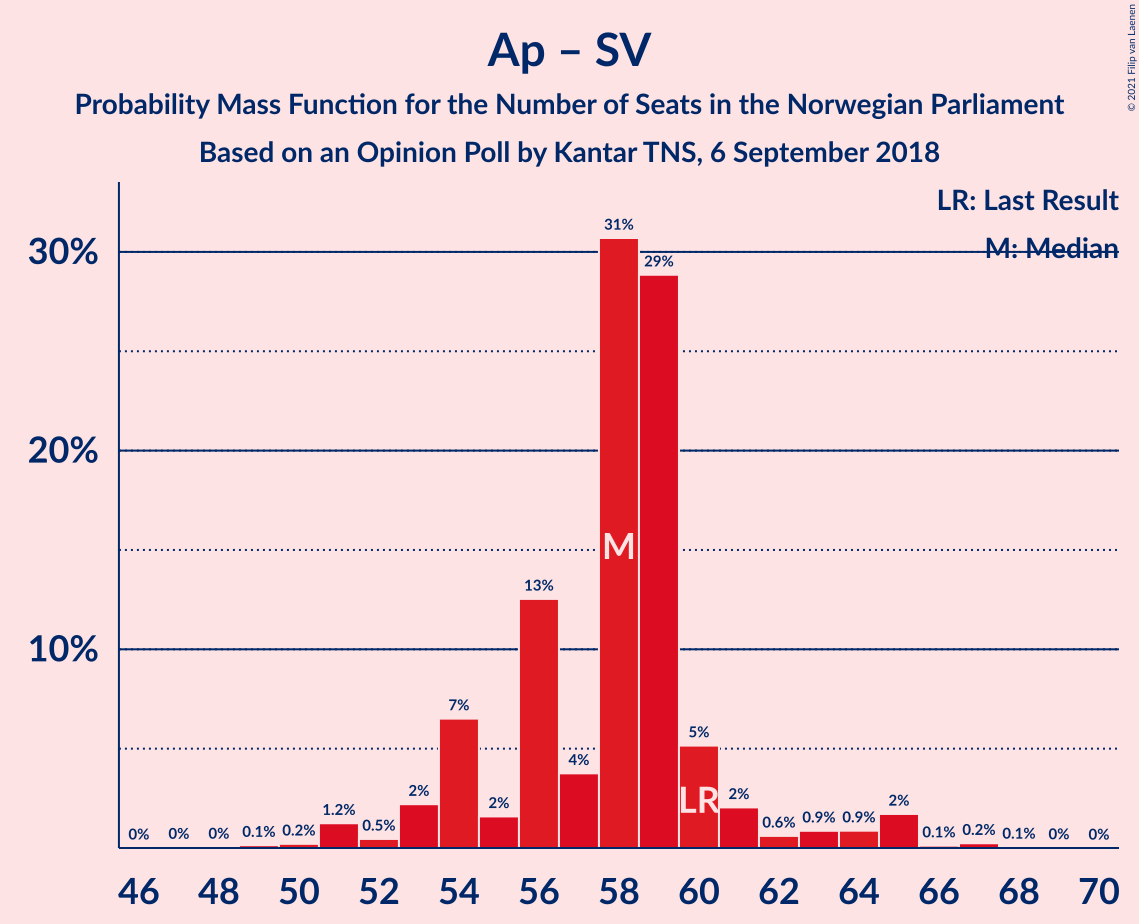 Ap – SV
Probability Mass Function for the Number of Seats in the Norwegian Parliament
Based on an Opinion Poll by Kantar TNS, 6 September 2018
© 2021 Filip van Laenen
LR: Last Result
M: Median
30%
20%
10%
0% 0% 0% 0.1% 0.2% 1.2% 0.5% 2% 7% 2% 13% 4% 31% 29% 5% 2% 0.6% 0.9% 0.9% 2% 0.1% 0.2% 0.1% 0% 0%
M
LR
46 48 50 52 54 56 58 60 62 64 66 68 70